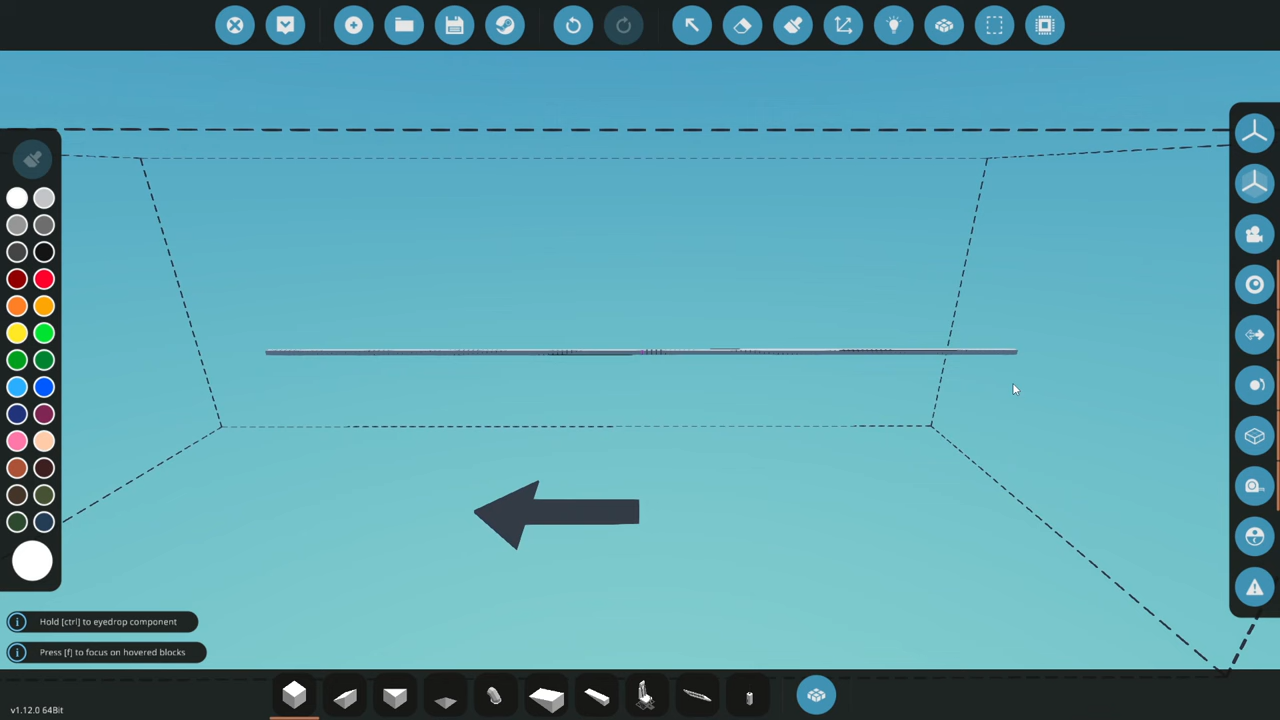 Hold [ctrl] to eyedrop component
Press [f] to focus on hovered blocks
v1.12.0 64Bit